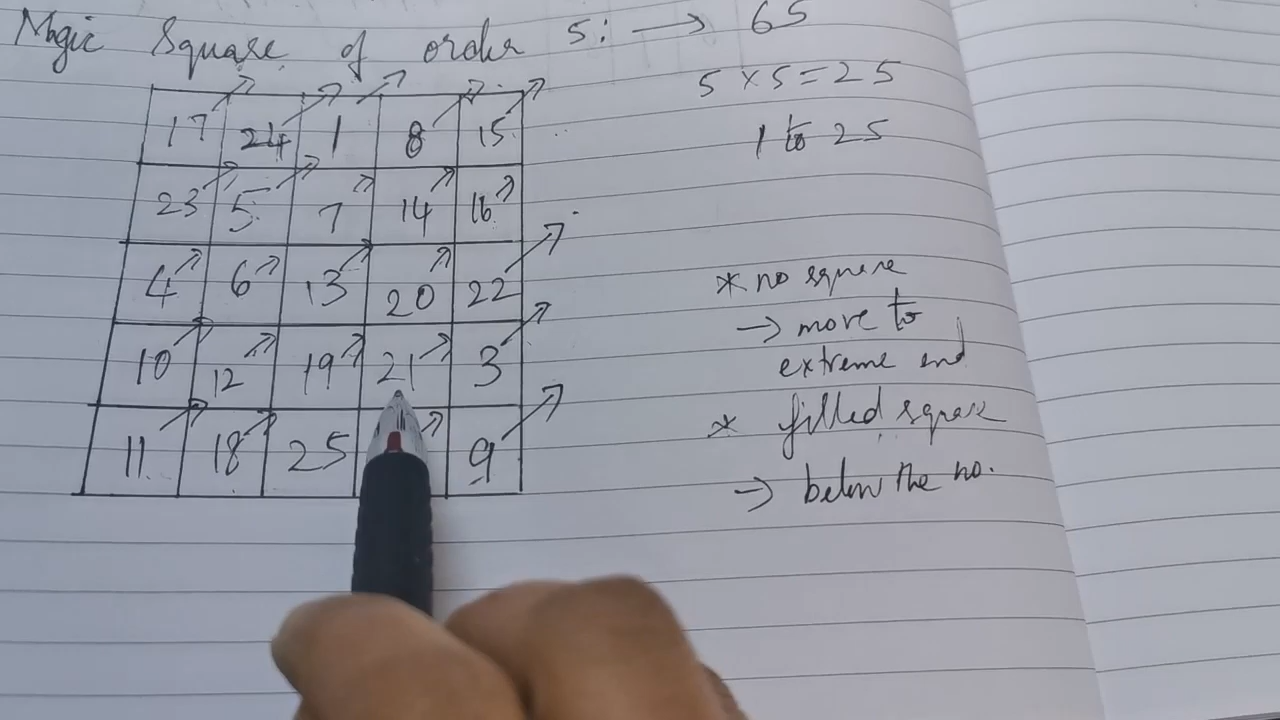 Magic Square of order 5: → 65
5 × 5 = 25
1 to 25
17 24 1 8 15
23 5 7 14 16
4 6 13 20 22
10 12 19 21 3
11 18 25 9
* no square
→ move to
extreme end
* filled square
→ below the no.